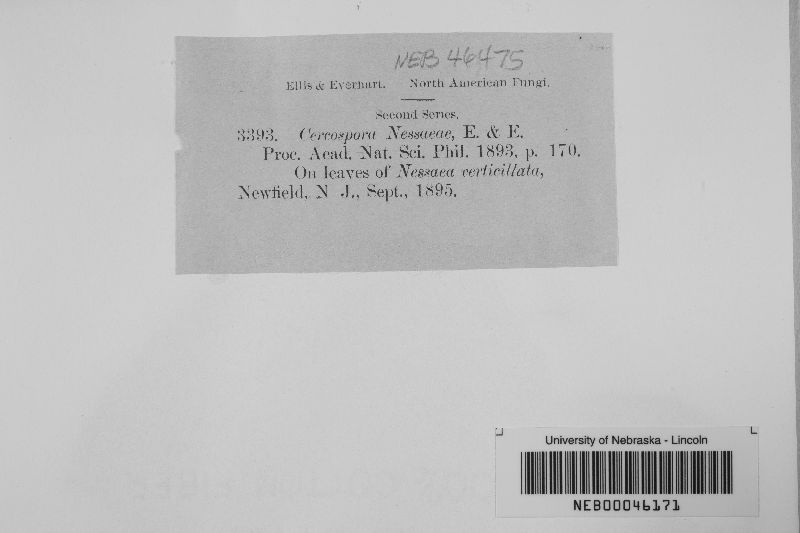 NEB 46475
Ellis & Everhart. North American Fungi.
Second Series.
3393. Cercospora Nessaeae, E. & E.
Proc. Acad. Nat. Sci. Phil. 1893, p. 170.
On leaves of Nessaea verticillata,
Newfield, N J., Sept., 1895.
University of Nebraska - Lincoln
NEB00046171